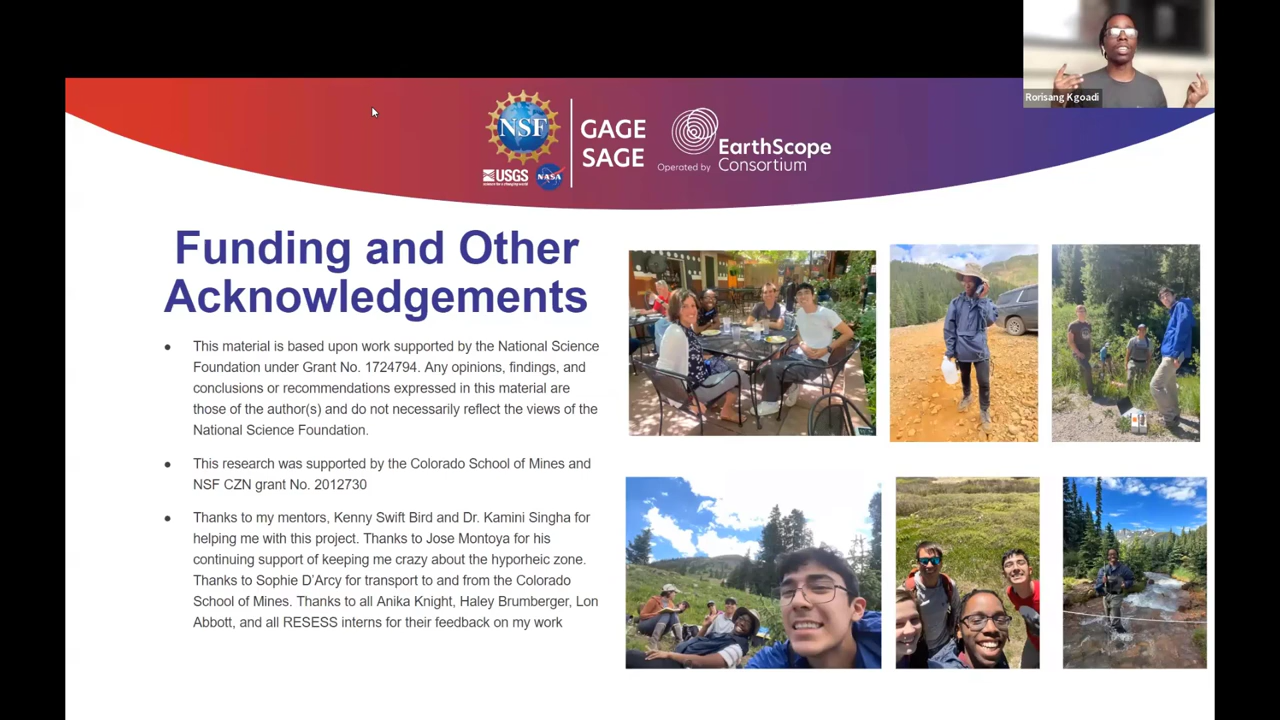 Rorisang Kgoadi
NSF
USGS
science for a changing world
NASA
GAGE
SAGE
Operated by
EarthScope
Consortium
Funding and Other
Acknowledgements
● This material is based upon work supported by the National Science
Foundation under Grant No. 1724794. Any opinions, findings, and
conclusions or recommendations expressed in this material are
those of the author(s) and do not necessarily reflect the views of the
National Science Foundation.
● This research was supported by the Colorado School of Mines and
NSF CZN grant No. 2012730
● Thanks to my mentors, Kenny Swift Bird and Dr. Kamini Singha for
helping me with this project. Thanks to Jose Montoya for his
continuing support of keeping me crazy about the hyporheic zone.
Thanks to Sophie D'Arcy for transport to and from the Colorado
School of Mines. Thanks to all Anika Knight, Haley Brumberger, Lon
Abbott, and all RESESS interns for their feedback on my work